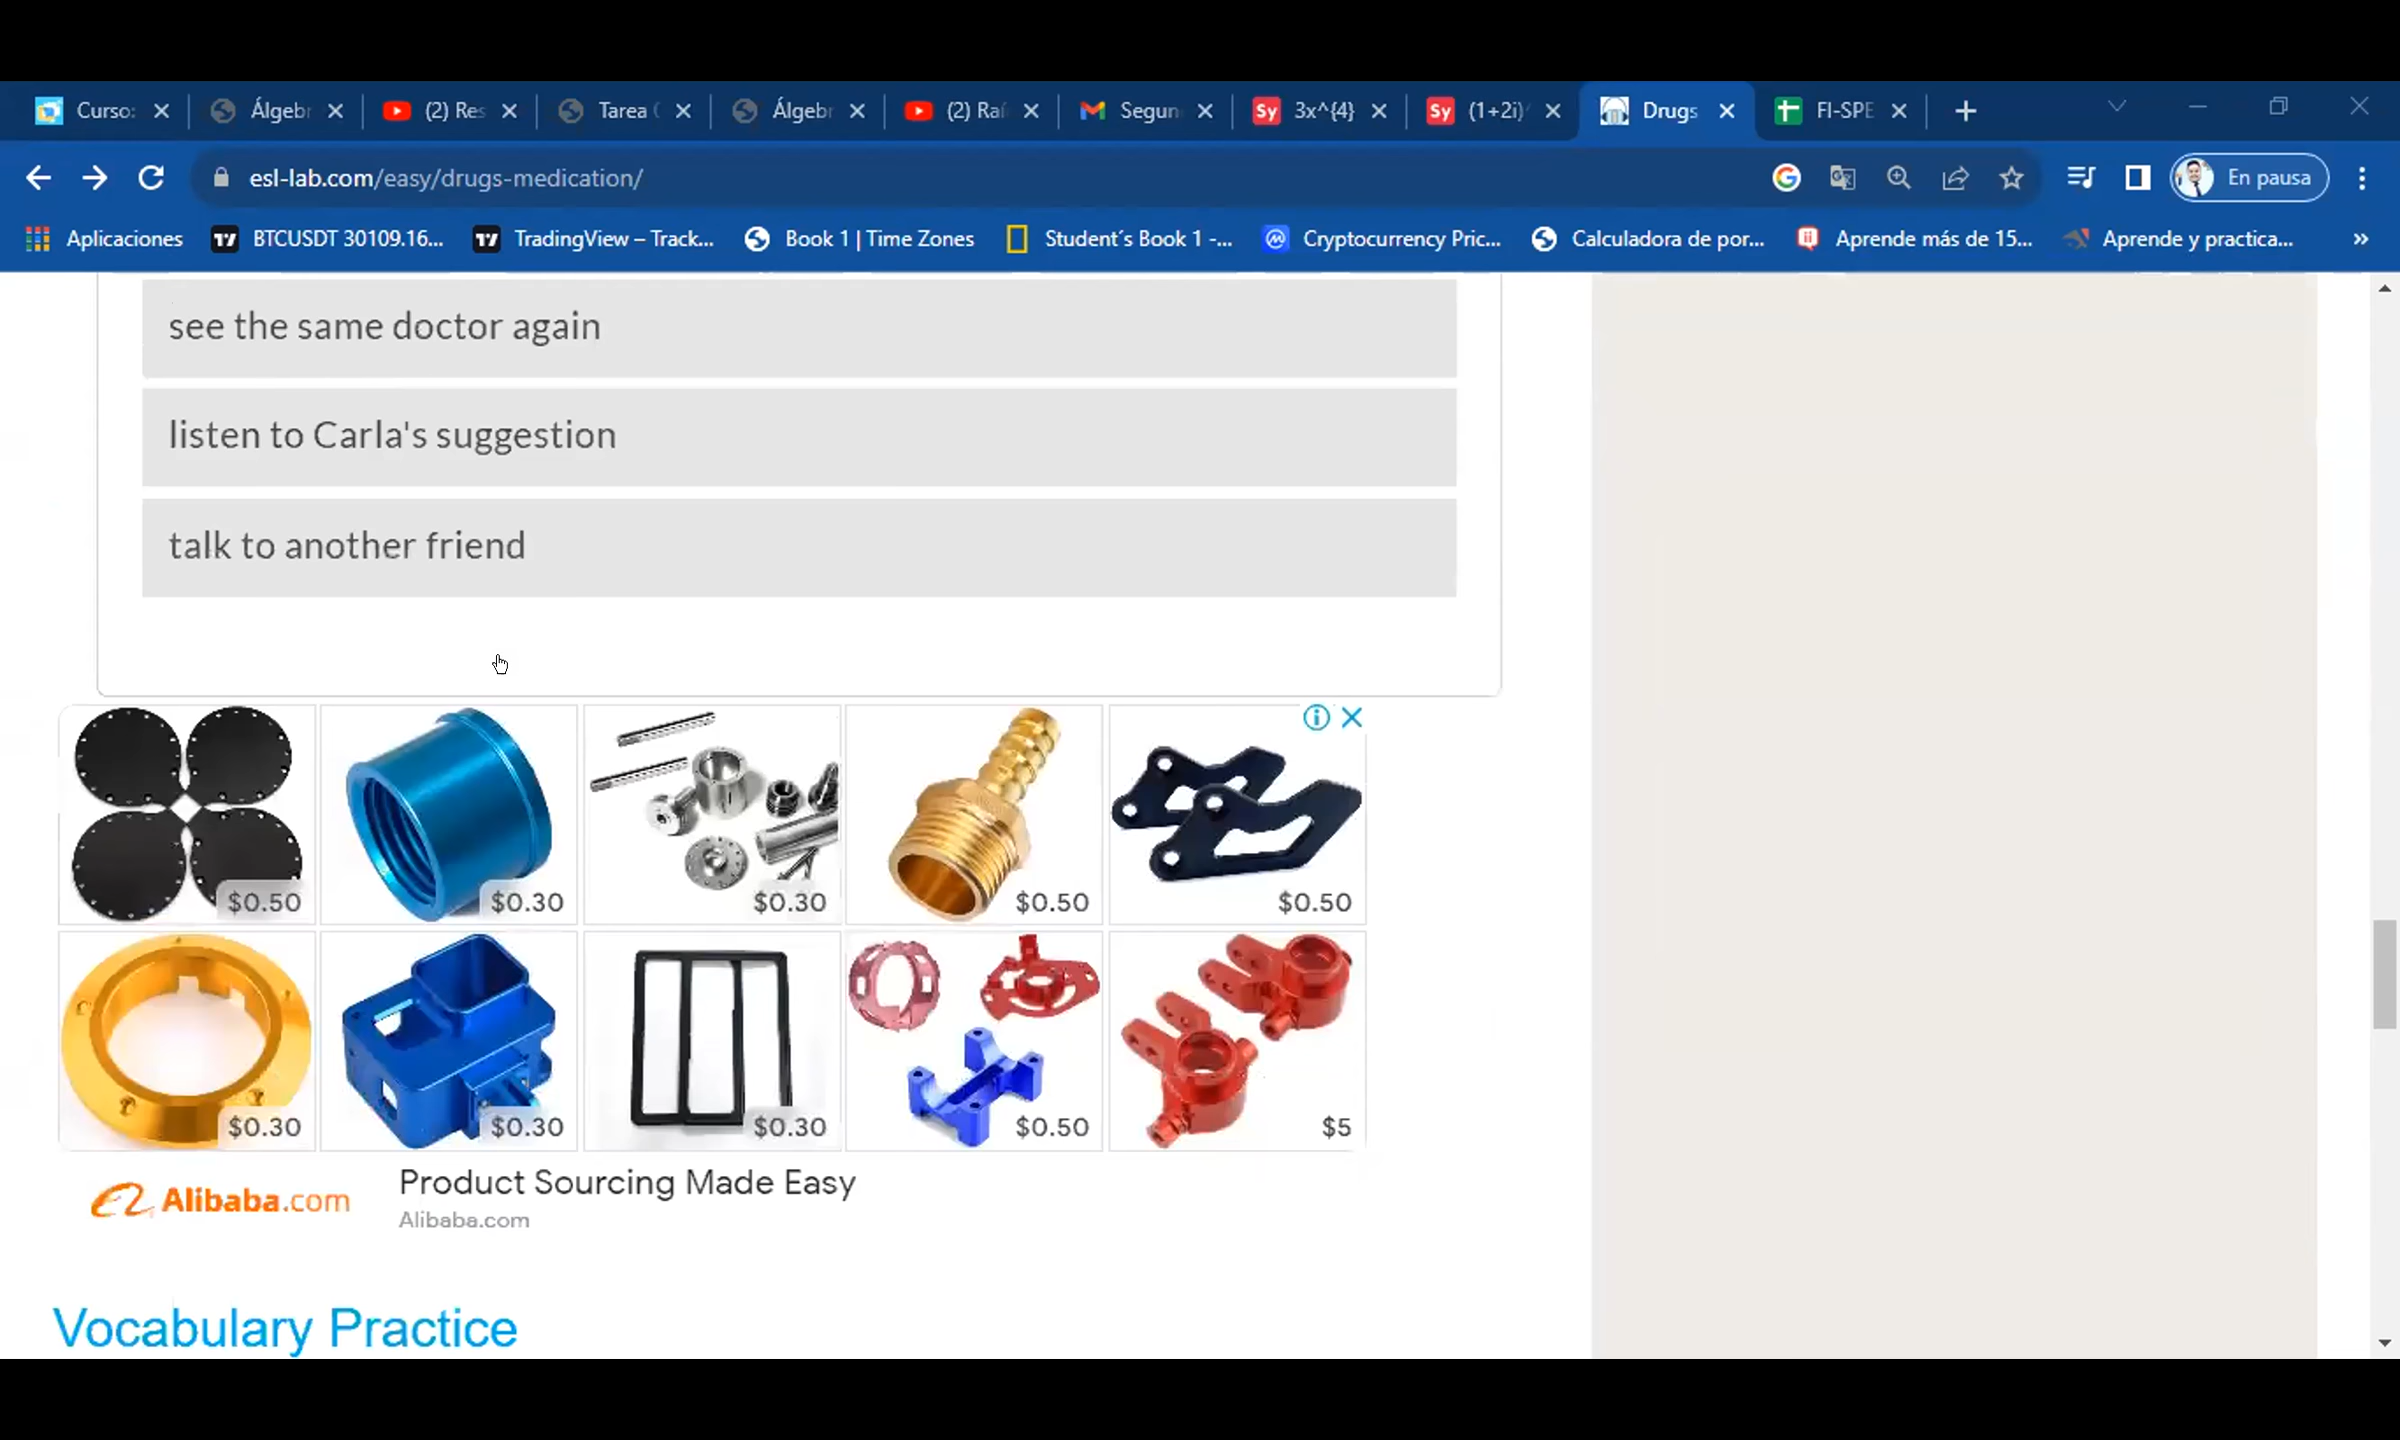 Curso:
Álgebr
(2) Res
Tarea
Álgebr
(2) Raí
Segun
Sy 3x^{4}
Sy (1+2i)^
Drugs
FI-SPE
esl-lab.com/easy/drugs-medication/
En pausa
Aplicaciones
BTCUSDT 30109.16...
TradingView – Track...
Book 1 | Time Zones
Student´s Book 1 -...
Cryptocurrency Pric...
Calculadora de por...
Aprende más de 15...
Aprende y practica...
see the same doctor again
listen to Carla's suggestion
talk to another friend
$0.50
$0.30
$0.30
$0.50
$0.50
$0.30
$0.30
$0.30
$0.50
$5
Alibaba.com
Product Sourcing Made Easy
Alibaba.com
Vocabulary Practice